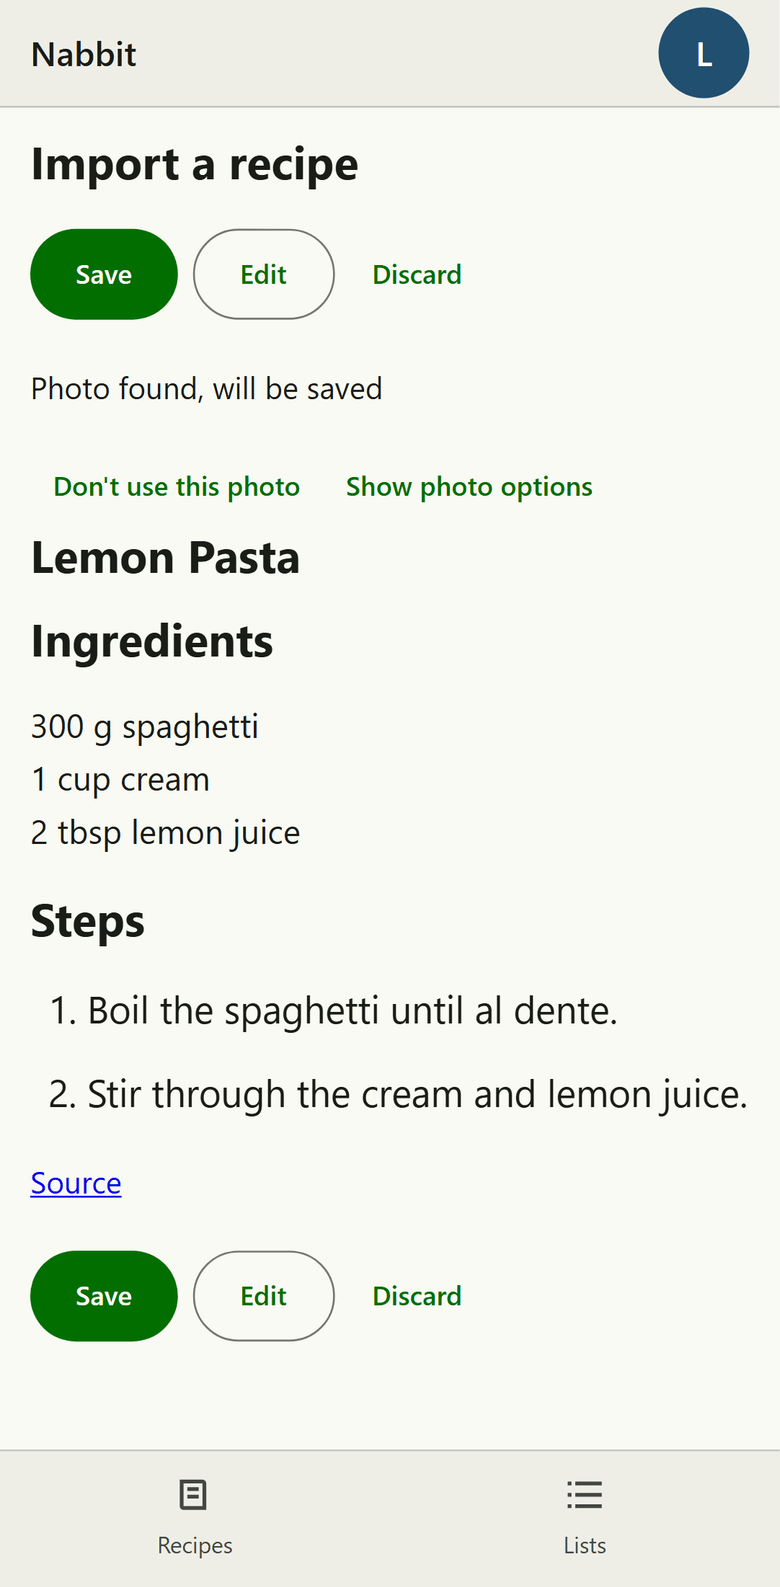 Nabbit
L
Import a recipe
Save Edit Discard
Photo found, will be saved
Don't use this photo Show photo options
Lemon Pasta
Ingredients
300 g spaghetti
1 cup cream
2 tbsp lemon juice
Steps
1. Boil the spaghetti until al dente.
2. Stir through the cream and lemon juice.
Source
Save Edit Discard
Recipes Lists